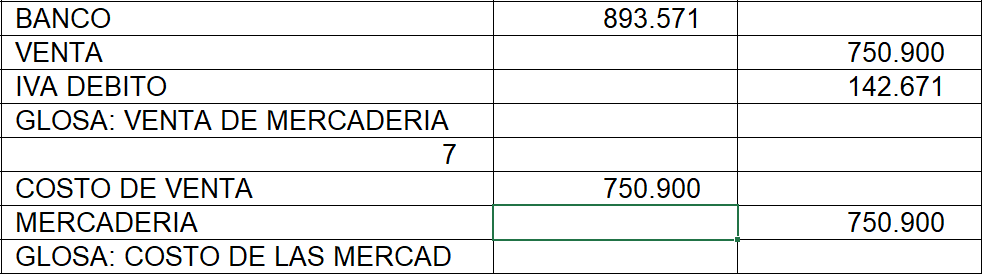 BANCO 893.571
VENTA 750.900
IVA DEBITO 142.671
GLOSA: VENTA DE MERCADERIA
7
COSTO DE VENTA 750.900
MERCADERIA 750.900
GLOSA: COSTO DE LAS MERCAD